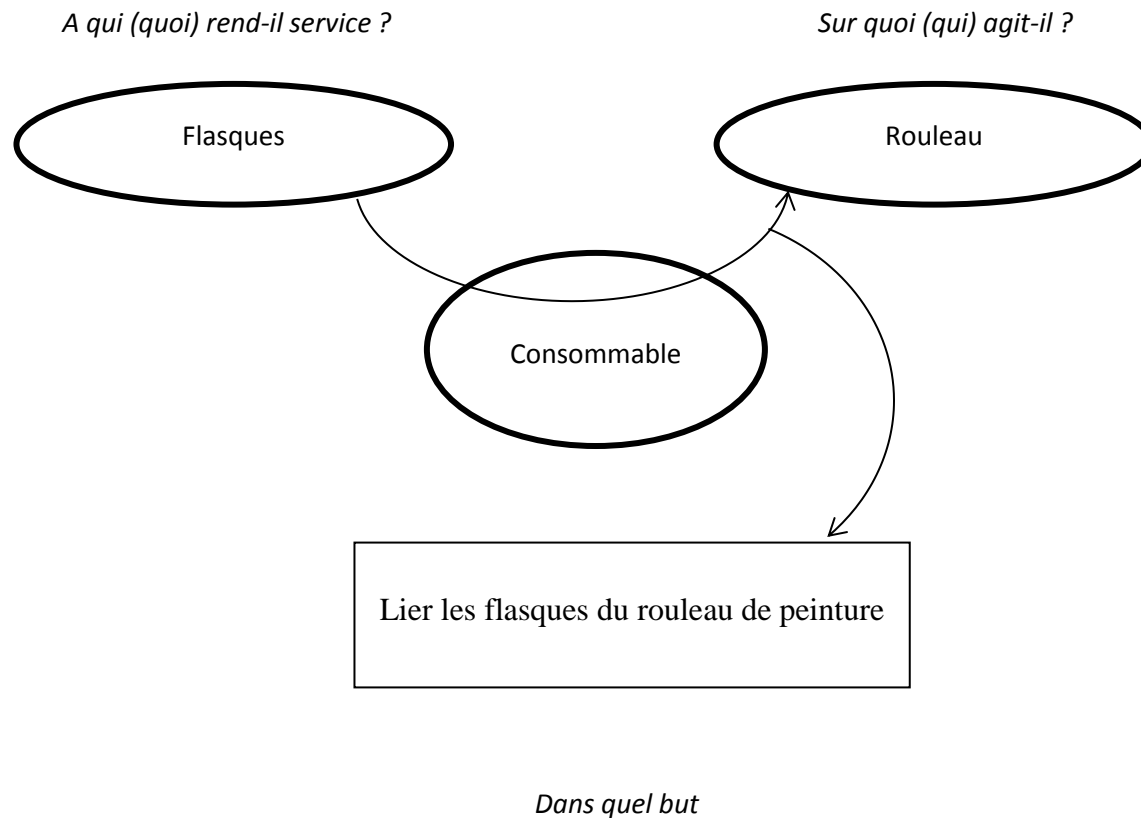 A qui (quoi) rend-il service ?
Sur quoi (qui) agit-il ?
Flasques
Rouleau
Consommable
Lier les flasques du rouleau de peinture
Dans quel but